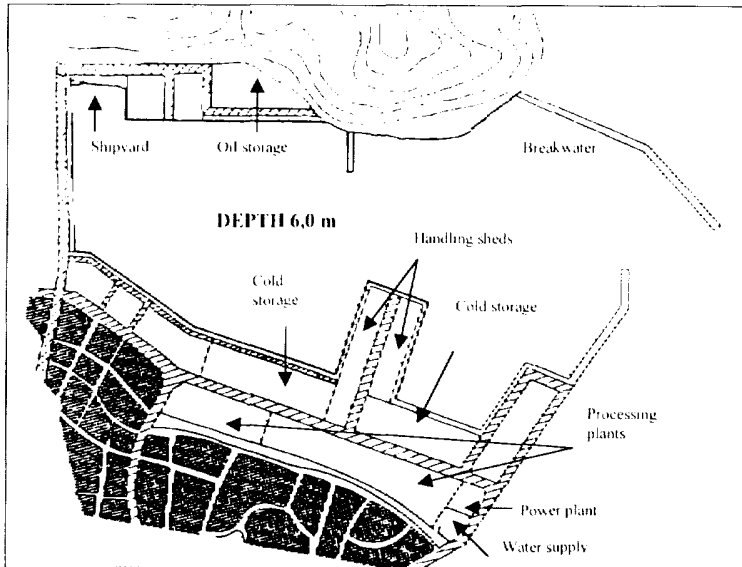 Shipyard
Oil storage
Breakwater
DEPTH 6,0 m
Handling sheds
Cold
storage
Cold storage
Processing
plants
Power plant
Water supply